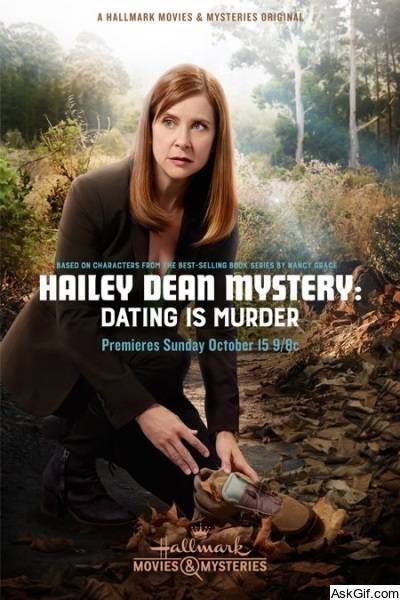 A HALLMARK MOVIES & MYSTERIES ORIGINAL
BASED ON CHARACTERS FROM THE BEST-SELLING BOOK SERIES BY NANCY GRACE
HAILEY DEAN MYSTERY:
DATING IS MURDER
Premieres Sunday October 15 9/8c
Hallmark
MOVIES & MYSTERIES
AskGif.com